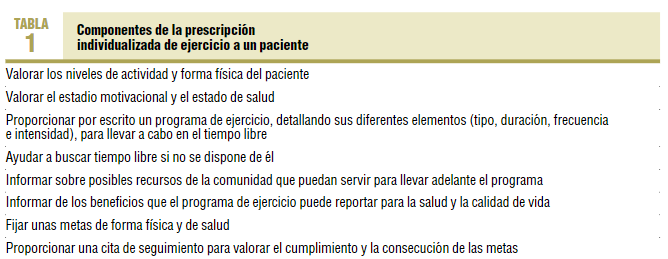 TABLA
1
Componentes de la prescripción
individualizada de ejercicio a un paciente
Valorar los niveles de actividad y forma física del paciente
Valorar el estadio motivacional y el estado de salud
Proporcionar por escrito un programa de ejercicio, detallando sus diferentes elementos (tipo, duración, frecuencia
e intensidad), para llevar a cabo en el tiempo libre
Ayudar a buscar tiempo libre si no se dispone de él
Informar sobre posibles recursos de la comunidad que puedan servir para llevar adelante el programa
Informar de los beneficios que el programa de ejercicio puede reportar para la salud y la calidad de vida
Fijar unas metas de forma física y de salud
Proporcionar una cita de seguimiento para valorar el cumplimiento y la consecución de las metas